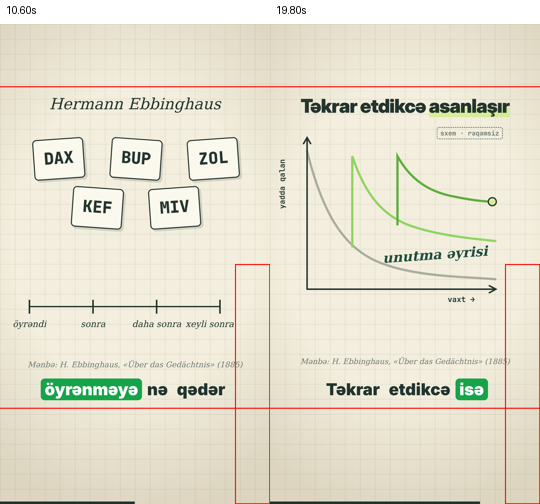 10.60s
Hermann Ebbinghaus
DAX BUP ZOL
KEF MIV
öyrəndi sonra daha sonra xeyli sonra
Mənbə: H. Ebbinghaus, «Über das Gedächtnis» (1885)
öyrənməyə nə qədər
19.80s
Təkrar etdikcə asanlaşır
sxem · rəqəmsiz
yadda qalan
unutma əyrisi
vaxt →
Mənbə: H. Ebbinghaus, «Über das Gedächtnis» (1885)
Təkrar etdikcə isə